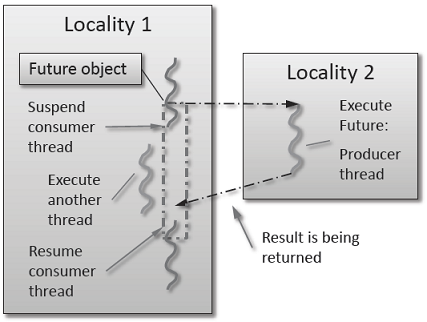 Locality 1
Future object
Suspend
consumer
thread
Execute
another
thread
Resume
consumer
thread
Locality 2
Execute
Future:
Producer
thread
Result is being
returned